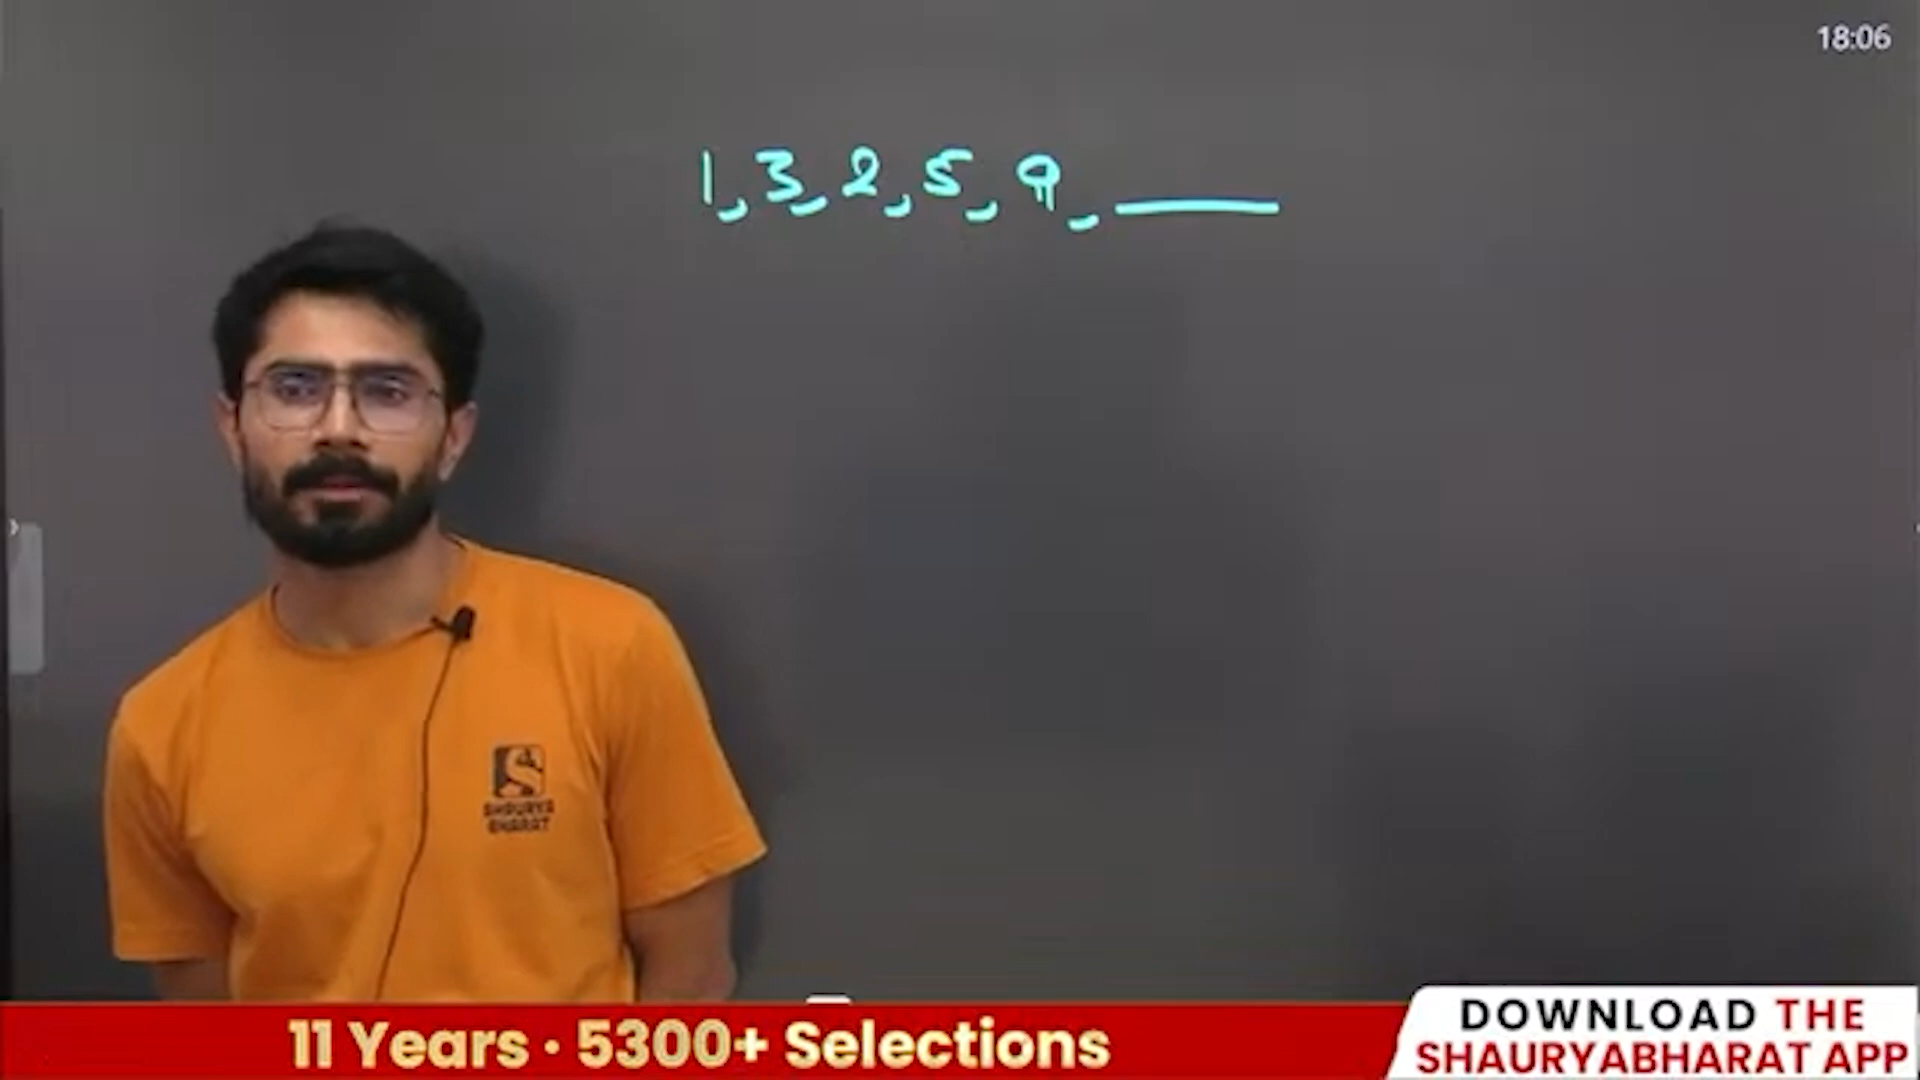 18:06
1, 3, 2, 5, 9, ____
SHAURYA
BHARAT
11 Years · 5300+ Selections
DOWNLOAD THE
SHAURYABHARAT APP